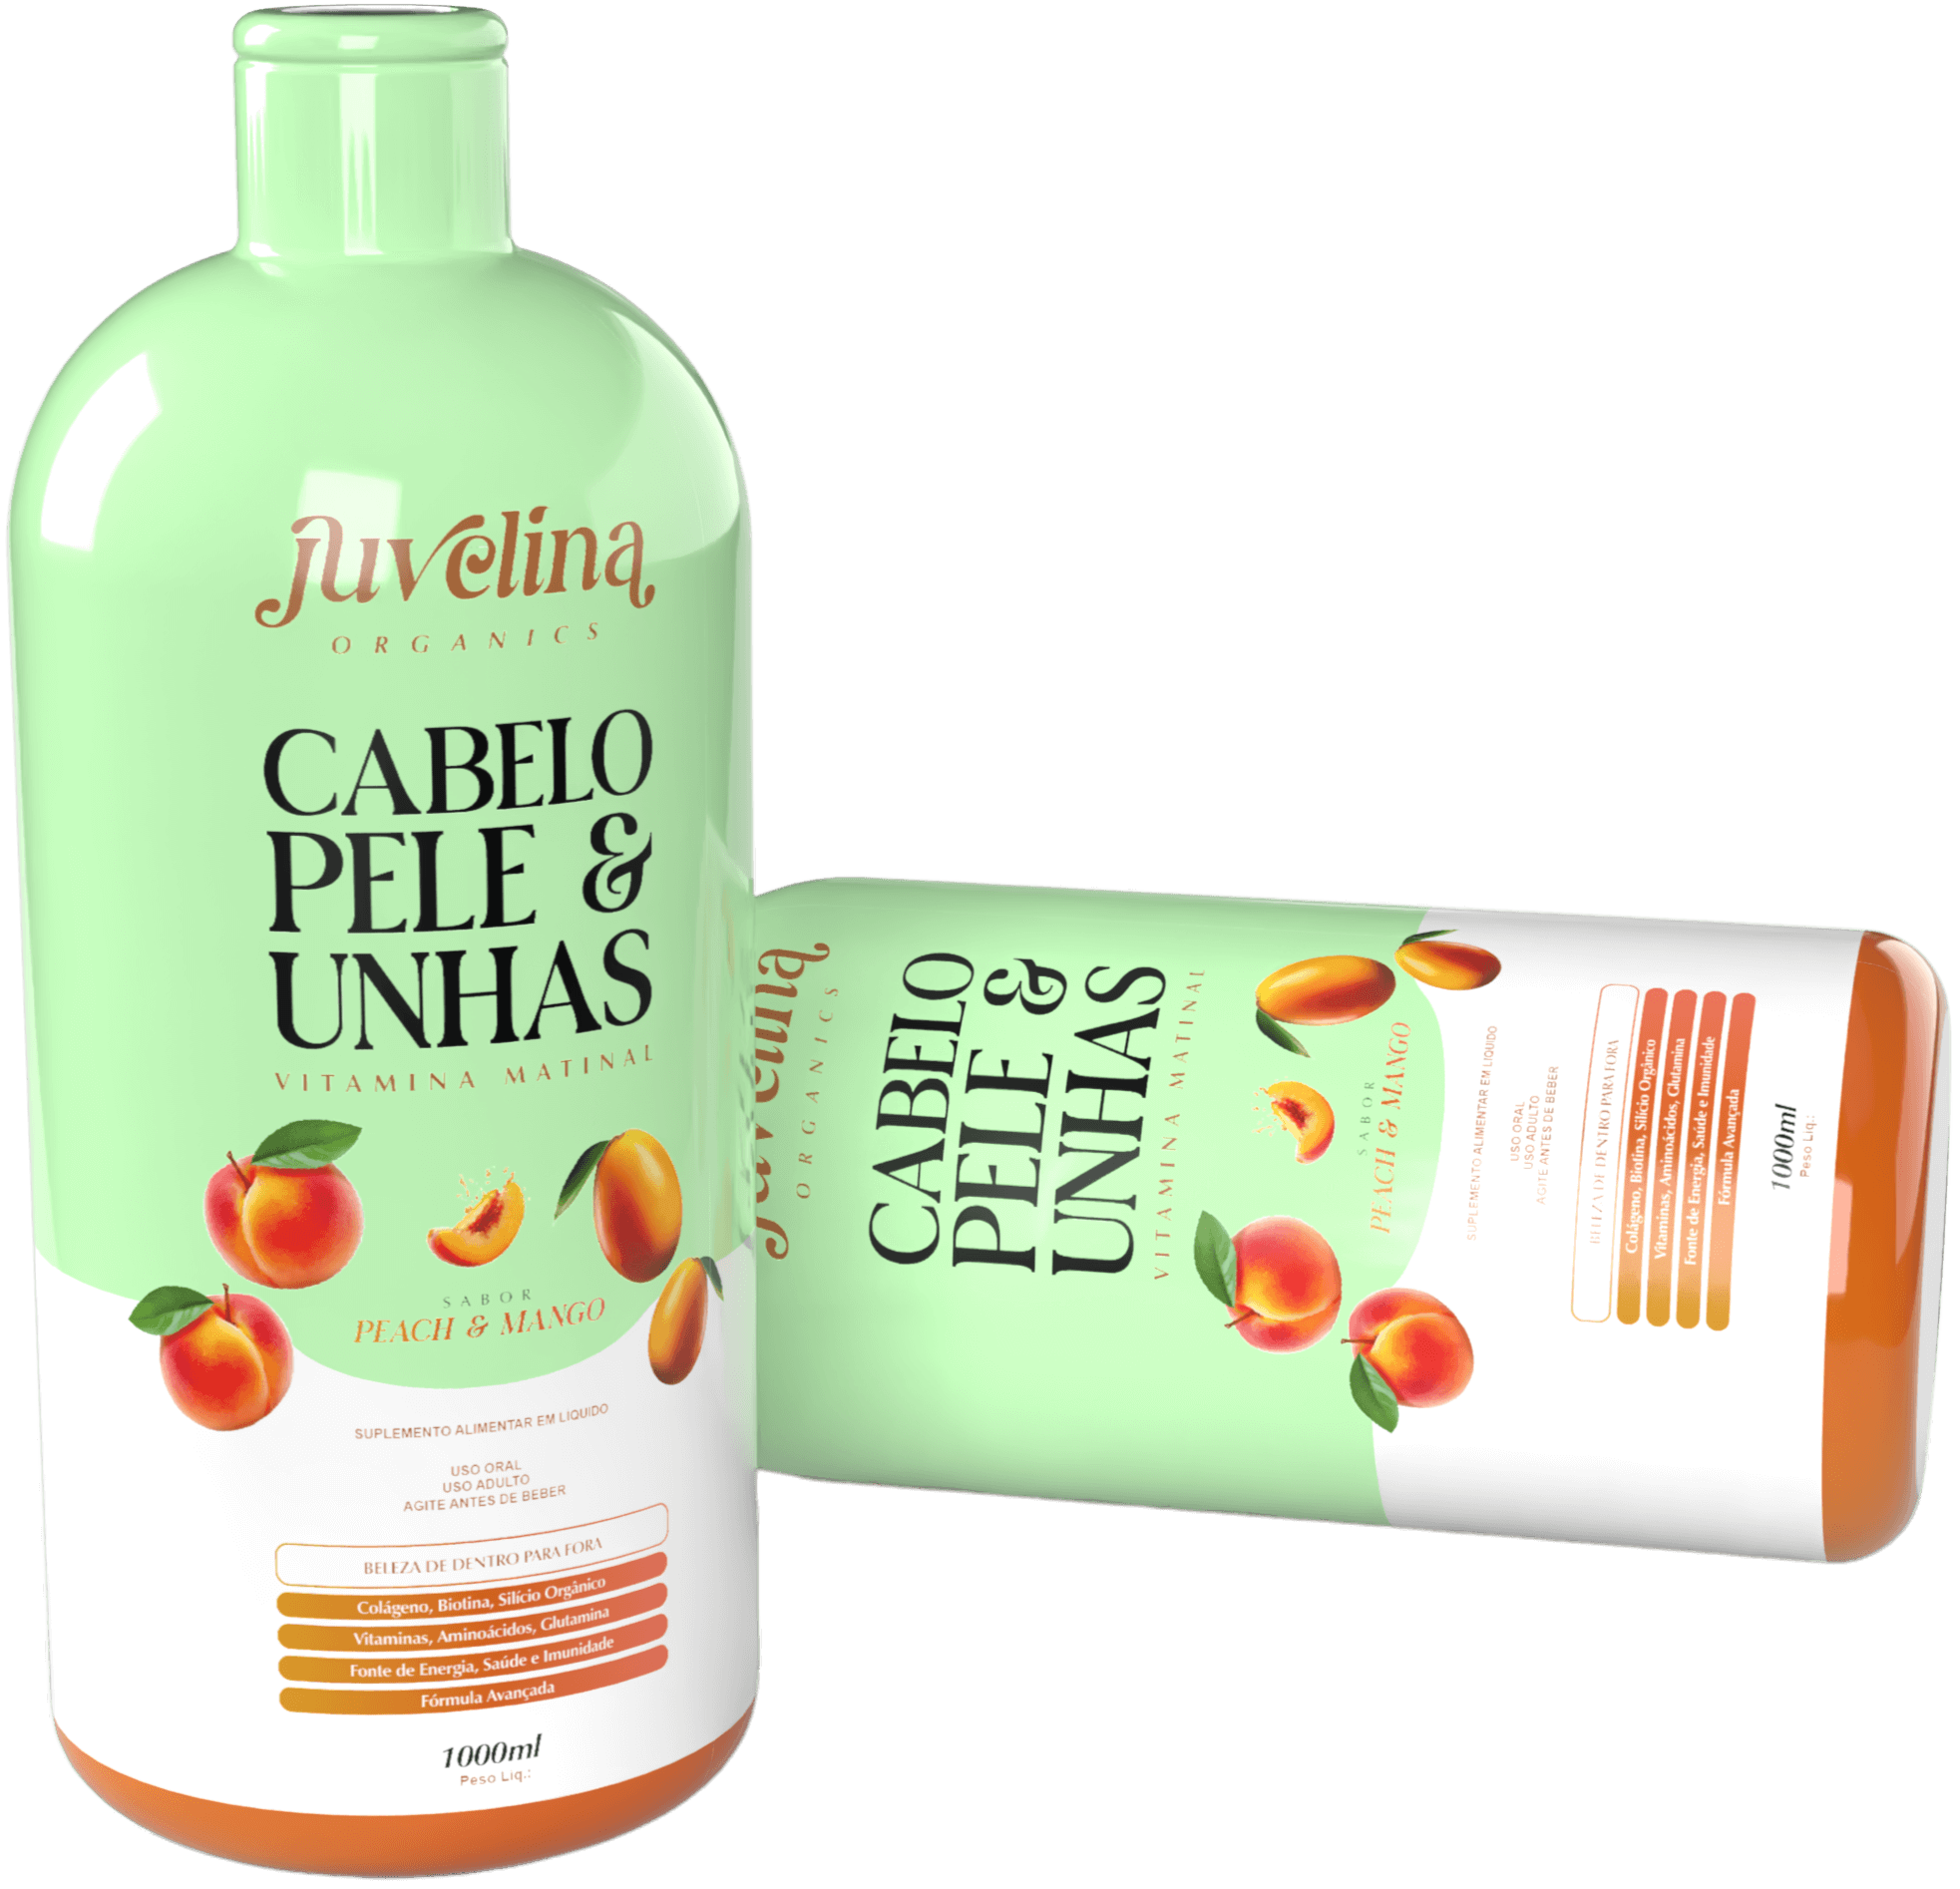 juvelina
ORGANICS
CABELO
PELE &
UNHAS
VITAMINA MATINAL
SABOR
PEACH & MANGO
SUPLEMENTO ALIMENTAR EM LIQUIDO
USO ORAL
USO ADULTO
AGITE ANTES DE BEBER
BELEZA DE DENTRO PARA FORA
Colágeno, Biotina, Silício Orgânico
Vitaminas, Aminoácidos, Glutamina
Fonte de Energia, Saúde e Imunidade
Fórmula Avançada
1000ml
Peso Liq.:
juvelina
ORGANICS
CABELO
PELE &
UNHAS
VITAMINA MATINAL
SABOR
PEACH & MANGO
SUPLEMENTO ALIMENTAR EM LIQUIDO
USO ORAL
USO ADULTO
AGITE ANTES DE BEBER
BELEZA DE DENTRO PARA FORA
Colágeno, Biotina, Silício Orgânico
Vitaminas, Aminoácidos, Glutamina
Fonte de Energia, Saúde e Imunidade
Fórmula Avançada
1000ml
Peso Liq.: